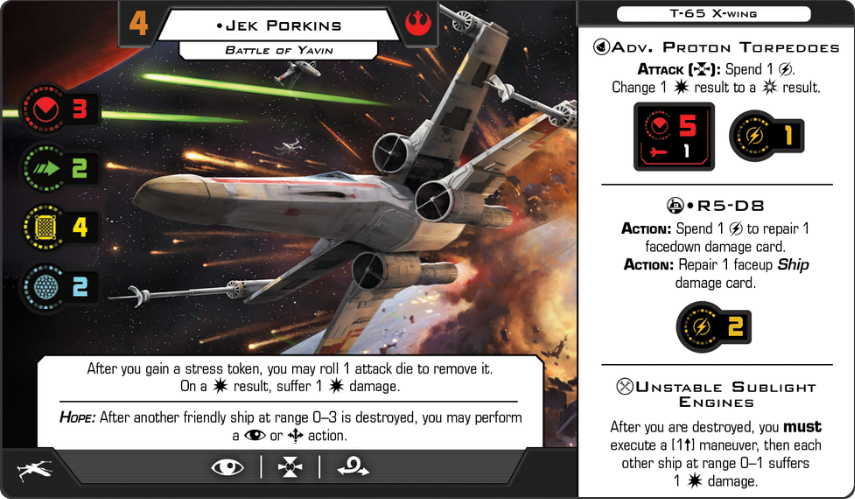 4
•Jek Porkins
Battle of Yavin
3
2
4
2
After you gain a stress token, you may roll 1 attack die to remove it.
On a result, suffer 1 damage.
Hope: After another friendly ship at range 0–3 is destroyed, you may perform
a or action.
T-65 X-wing
Adv. Proton Torpedoes
Attack ( ): Spend 1 .
Change 1 result to a result.
5
1
1
•R5-D8
Action: Spend 1 to repair 1
facedown damage card.
Action: Repair 1 faceup Ship
damage card.
2
Unstable Sublight
Engines
After you are destroyed, you must
execute a [1↑] maneuver, then each
other ship at range 0–1 suffers
1 damage.